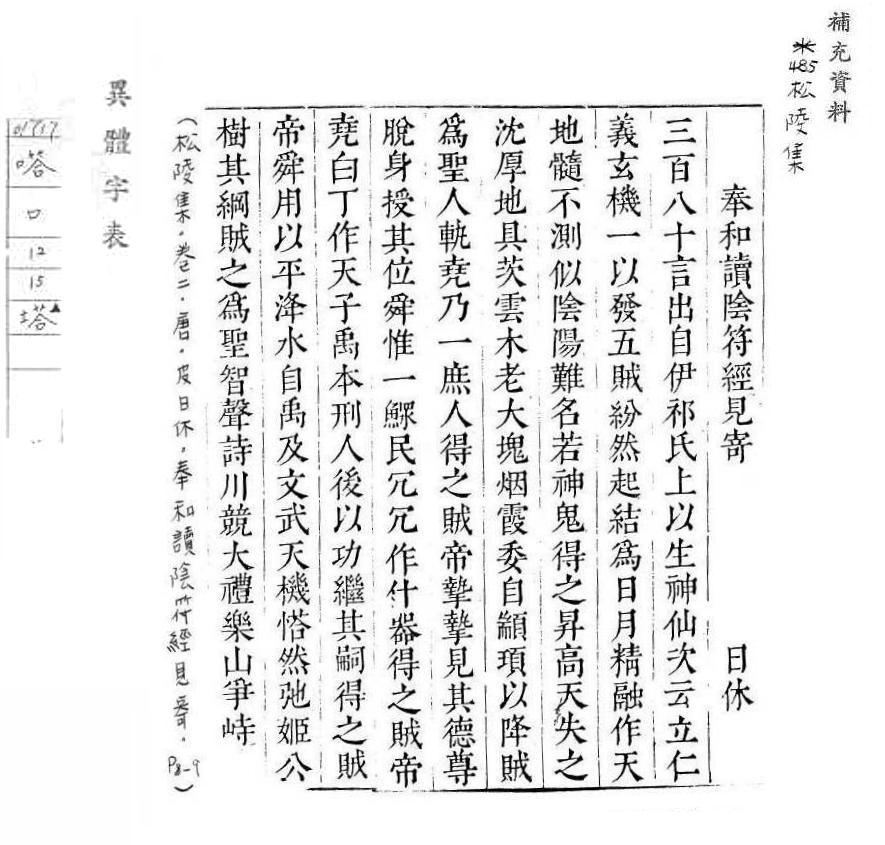 補充資料
485松陵集
奉和讀陰符經見寄 日休
三百八十言出自伊祁氏上以生神仙次云立仁
義玄機一以發五賊紛然起結爲日月精融作天
地髓不測似陰陽難名若神鬼得之昇高天失之
沈厚地具茨雲木老大塊烟霞委自顓頊以降賊
爲聖人軌堯乃一庶人得之賊帝摯摯見其德尊
脫身授其位舜惟一鰥民冗冗作什器得之賊帝
堯白丁作天子禹本刑人後以功繼其嗣得之賊
帝舜用以平洚水自禹及文武天機㗳然弛姬公
樹其綱賊之爲聖智聲詩川競大禮樂山爭峙
(松陵集.卷二.唐.皮日休.奉和讀陰符經見寄.P8-9)
異體字表
01757
嗒
口
12
15
塔